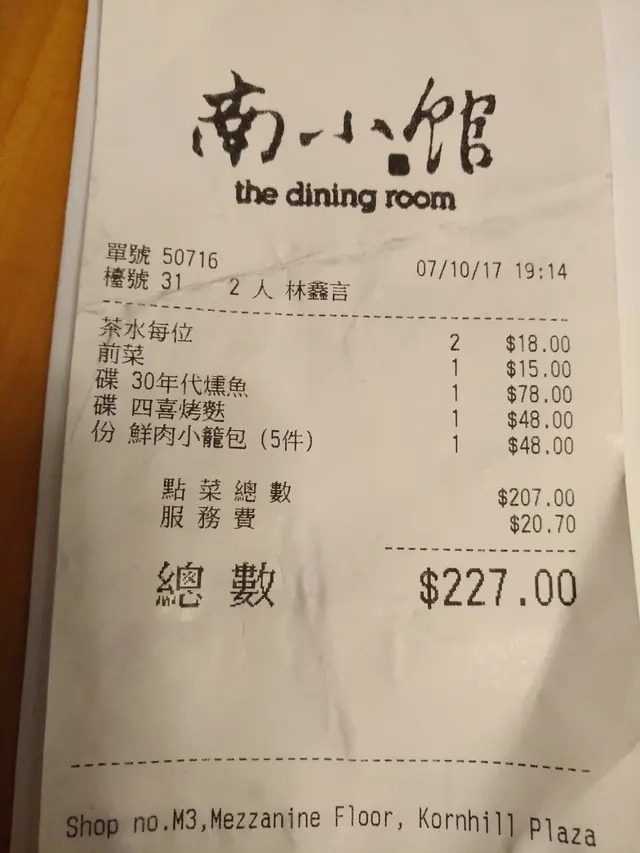 南小館
the dining room
單號 50716 07/10/17 19:14
檯號 31 2 人 林鑫言
茶水每位 2 $18.00
前菜 1 $15.00
碟 30年代燻魚 1 $78.00
碟 四喜烤麩 1 $48.00
份 鮮肉小籠包 (5件) 1 $48.00
點菜總數 $207.00
服務費 $20.70
總數 $227.00
Shop no.M3,Mezzanine Floor, Kornhill Plaza